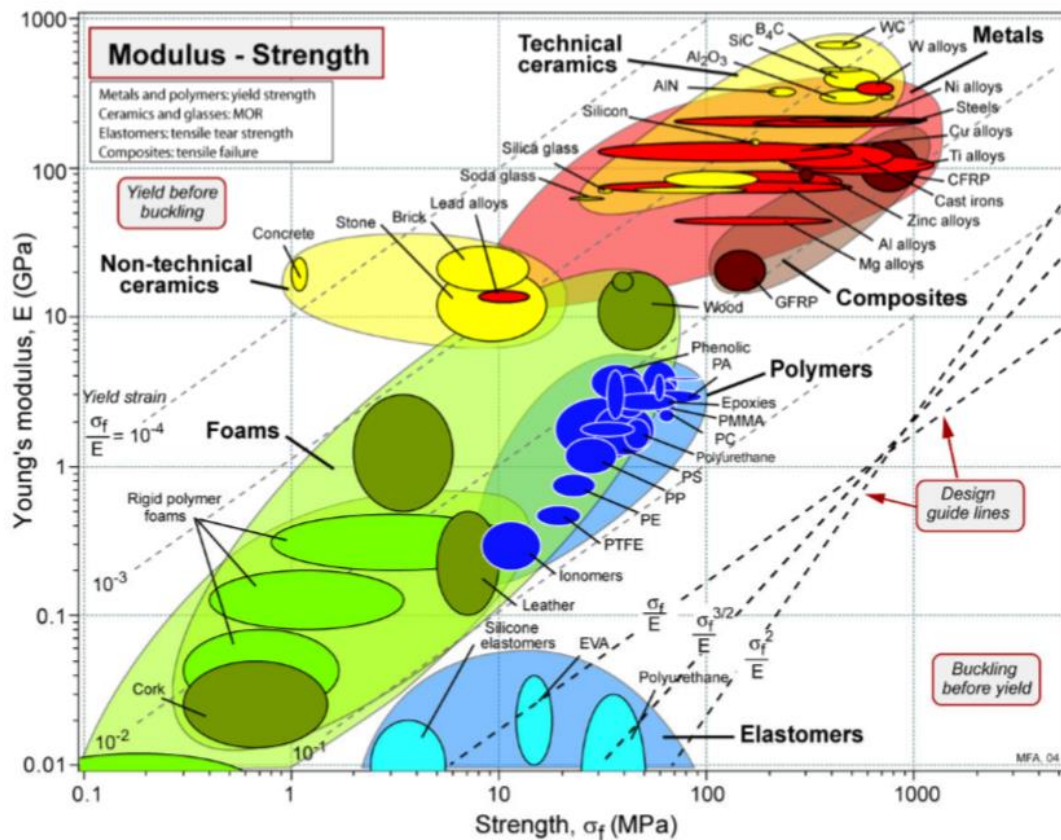 Modulus - Strength
Metals and polymers: yield strength
Ceramics and glasses: MOR
Elastomers: tensile tear strength
Composites: tensile failure
Yield before
buckling
Young's modulus, E (GPa)
1000
100
10
1
0.1
0.01
Technical
ceramics
B₄C
SiC
Al₂O₃
AlN
Silicon
Silica glass
Soda glass
WC
Metals
W alloys
Ni alloys
Steels
Cu alloys
Ti alloys
CFRP
Cast irons
Zinc alloys
Al alloys
Mg alloys
GFRP
Composites
Concrete
Stone
Brick
Lead alloys
Non-technical
ceramics
Wood
Phenolic
PA
Polymers
Epoxies
PMMA
PC
Polyurethane
PS
PP
PE
PTFE
Ionomers
Leather
Yield strain
σf/E = 10⁻⁴
Foams
Rigid polymer
foams
10⁻³
Cork
10⁻²
10⁻¹
Silicone
elastomers
EVA
Polyurethane
Elastomers
σf/E
σf³ᐟ²/E
σf²/E
Design
guide lines
Buckling
before yield
MFA, 04
0.1
1
10
100
1000
Strength, σf (MPa)